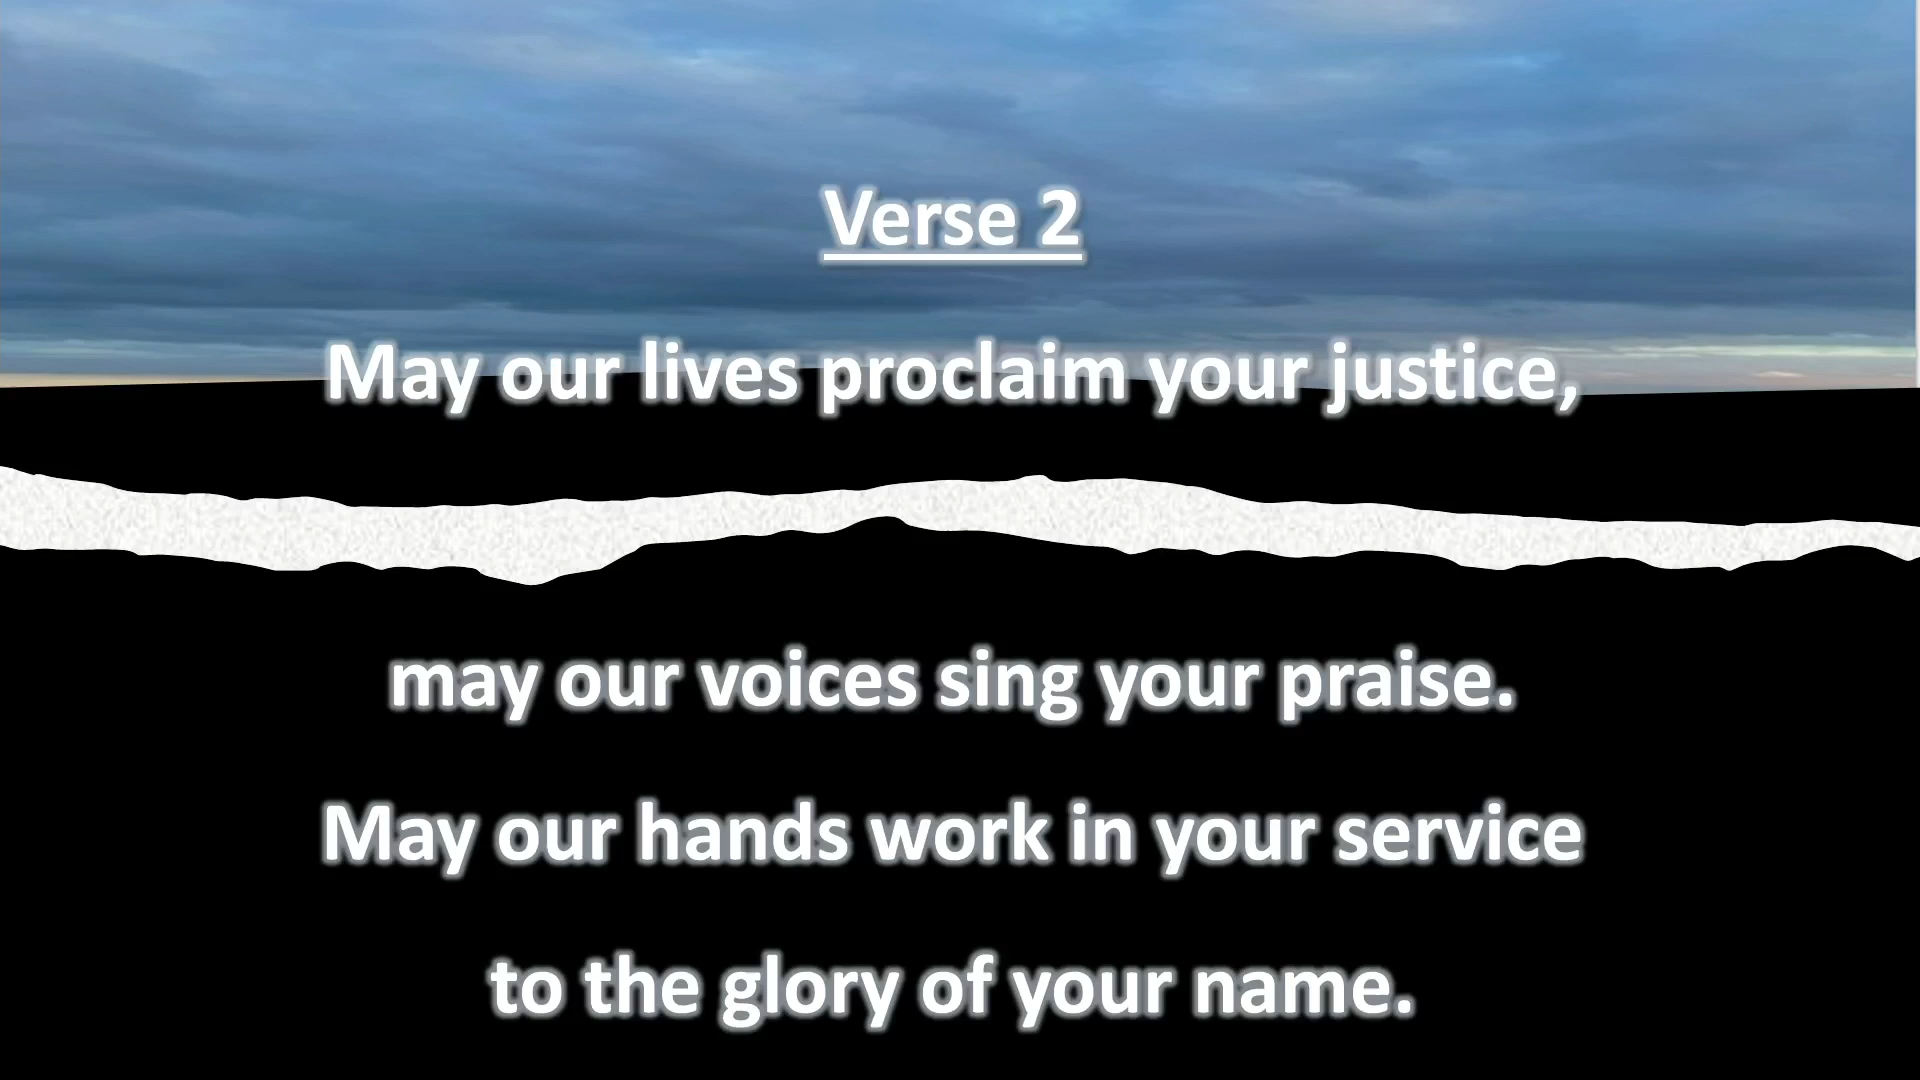 Verse 2
May our lives proclaim your justice,
may our voices sing your praise.
May our hands work in your service
to the glory of your name.